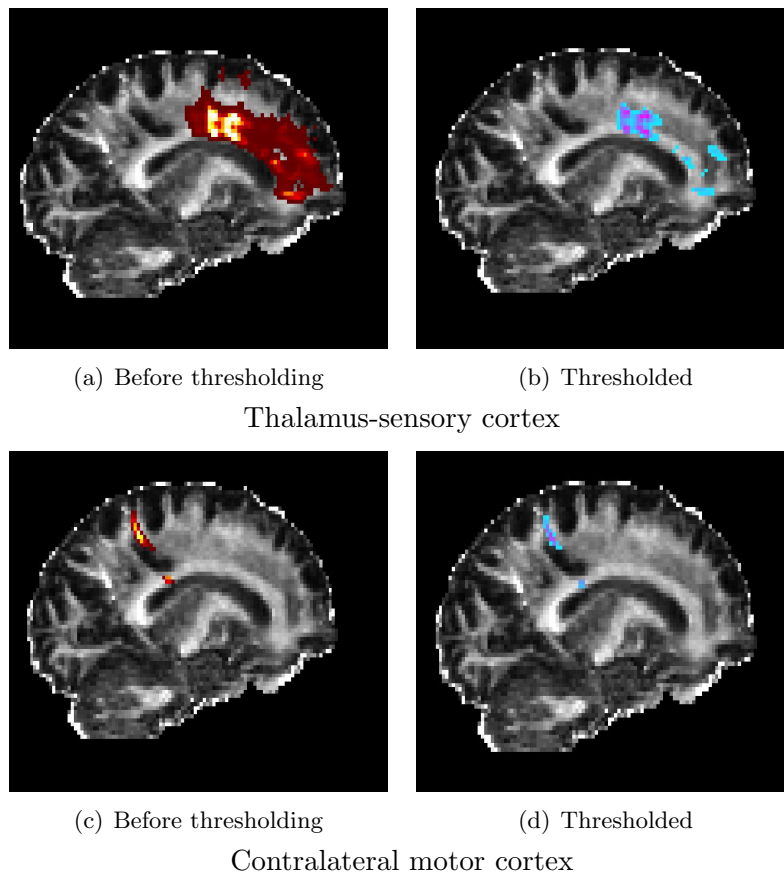 (a) Before thresholding
(b) Thresholded
Thalamus-sensory cortex
(c) Before thresholding
(d) Thresholded
Contralateral motor cortex